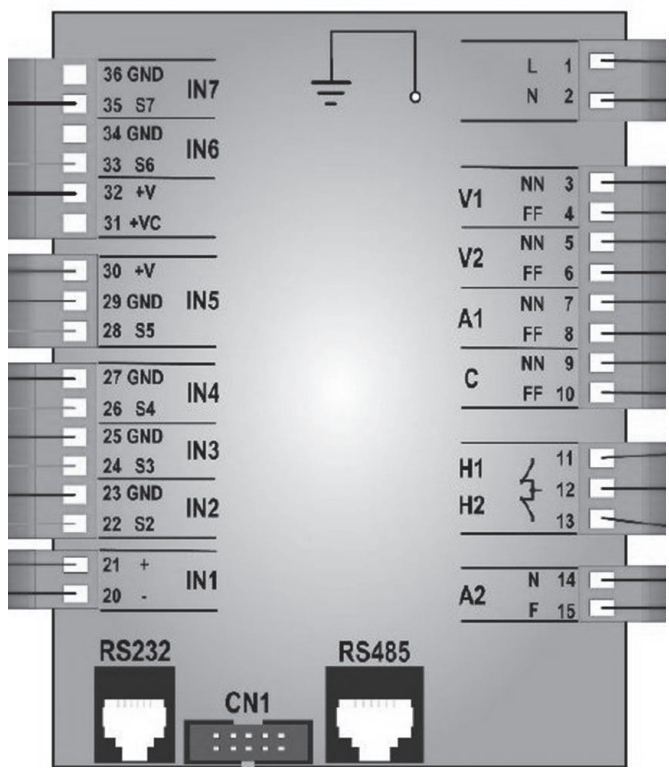 36 GND
35 S7
IN7
34 GND
33 S6
IN6
32 +V
31 +VC
30 +V
29 GND
28 S5
IN5
27 GND
26 S4
IN4
25 GND
24 S3
IN3
23 GND
22 S2
IN2
21 +
20 -
IN1
L 1
N 2
V1
NN 3
FF 4
V2
NN 5
FF 6
A1
NN 7
FF 8
C
NN 9
FF 10
H1
11
12
H2
13
A2
N 14
F 15
RS232
CN1
RS485